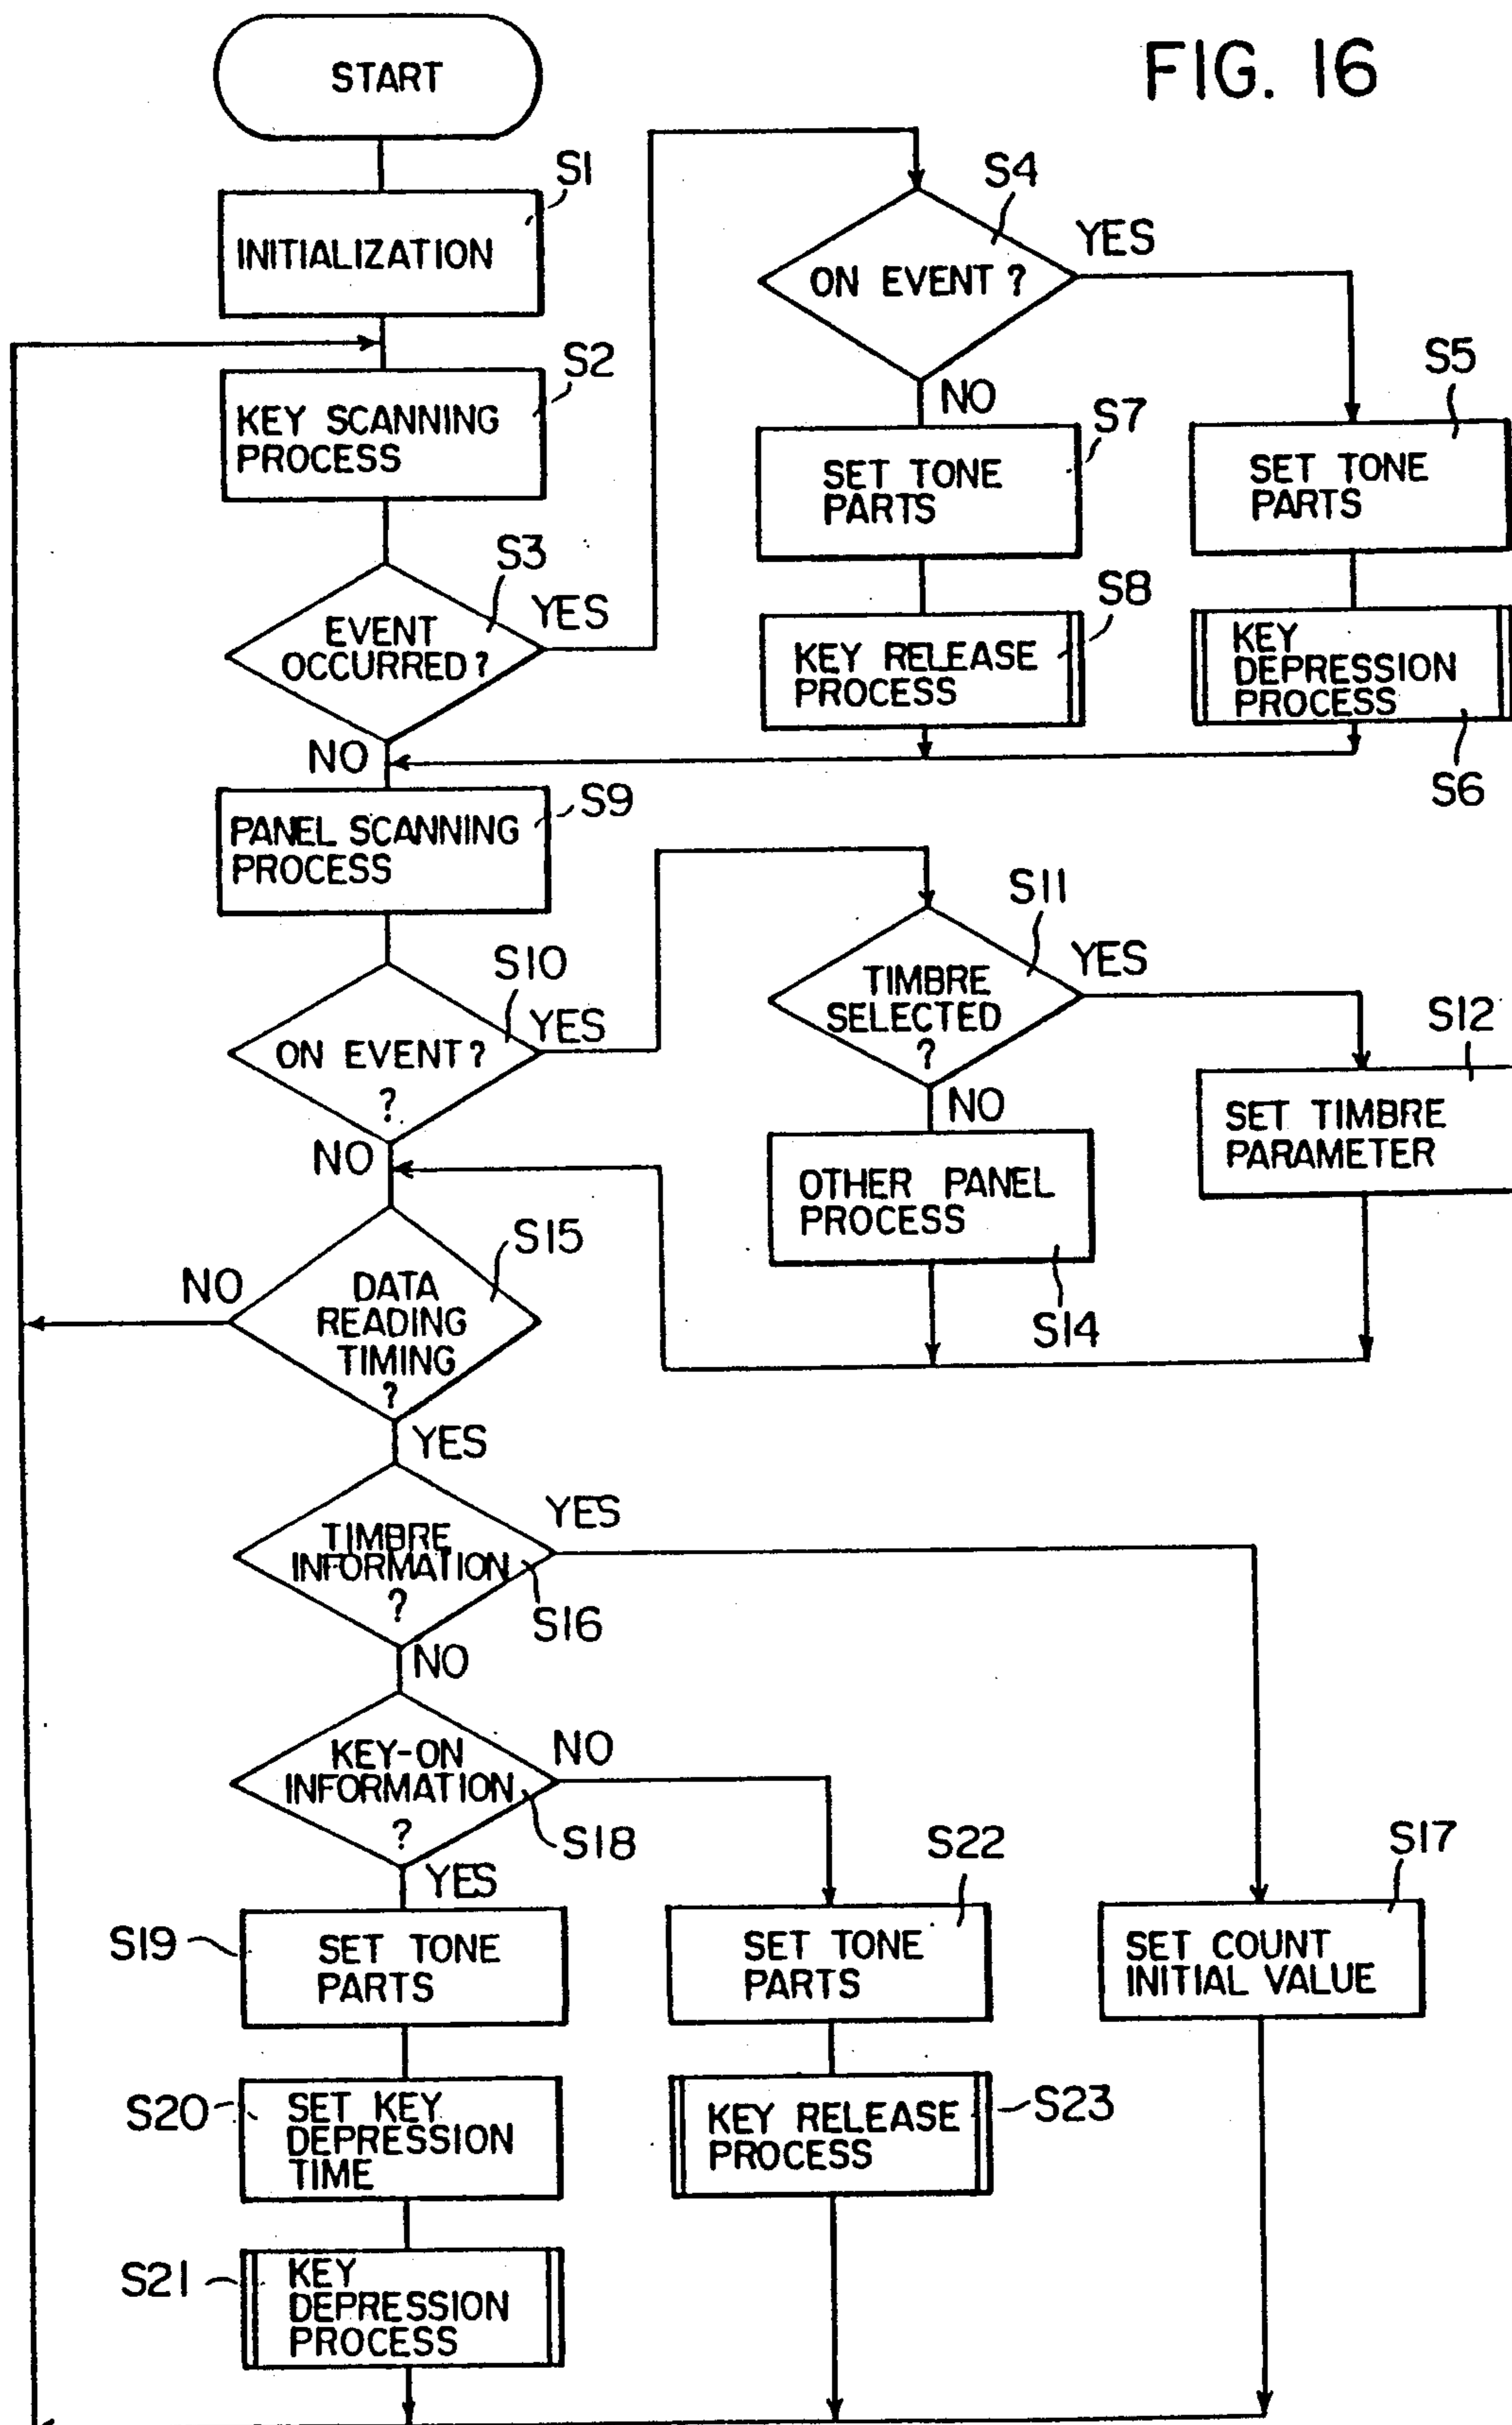 FIG. 16
START
S1
INITIALIZATION
S2
KEY SCANNING
PROCESS
S3
EVENT
OCCURRED?
YES
NO
S4
ON EVENT?
YES
NO
S5
SET TONE
PARTS
S7
SET TONE
PARTS
S8
KEY RELEASE
PROCESS
KEY
DEPRESSION
PROCESS
S6
S9
PANEL SCANNING
PROCESS
S10
ON EVENT?
?
YES
NO
S11
TIMBRE
SELECTED
?
YES
NO
S12
SET TIMBRE
PARAMETER
OTHER PANEL
PROCESS
S14
S15
DATA
READING
TIMING
?
NO
YES
TIMBRE
INFORMATION
?
YES
S16
NO
KEY-ON
INFORMATION
?
NO
S18
YES
S19
SET TONE
PARTS
S22
SET TONE
PARTS
S17
SET COUNT
INITIAL VALUE
S20
SET KEY
DEPRESSION
TIME
KEY RELEASE
PROCESS
S23
S21
KEY
DEPRESSION
PROCESS